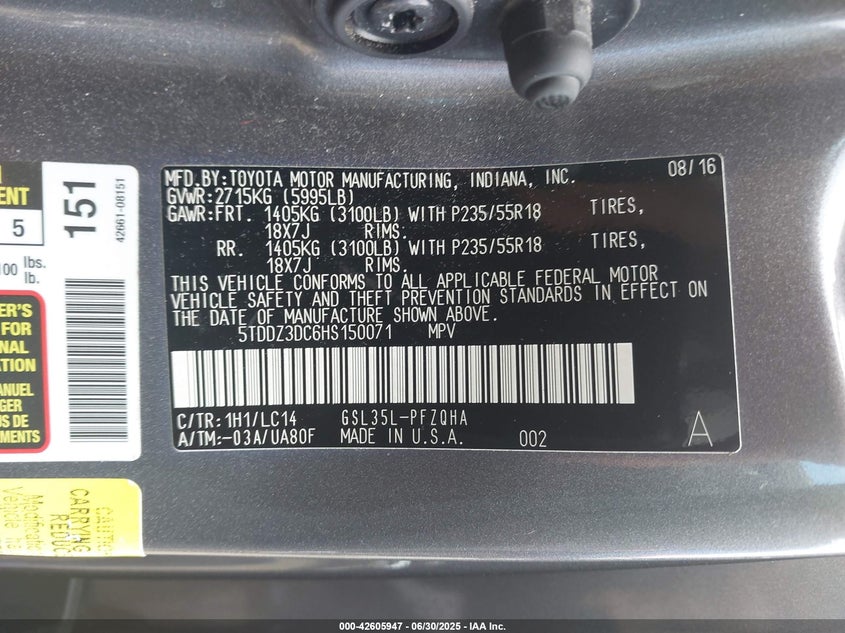 MFD.BY:TOYOTA MOTOR MANUFACTURING, INDIANA, INC. 08/16
GVWR:2715KG (5995LB)
GAWR:FRT. 1405KG (3100LB) WITH P235/55R18 TIRES,
18X7J RIMS.
RR. 1405KG (3100LB) WITH P235/55R18 TIRES,
18X7J RIMS.
THIS VEHICLE CONFORMS TO ALL APPLICABLE FEDERAL MOTOR
VEHICLE SAFETY AND THEFT PREVENTION STANDARDS IN EFFECT ON
THE DATE OF MANUFACTURE SHOWN ABOVE.
5TDDZ3DC6HS150071 MPV
C/TR:1H1/LC14 GSL35L-PFZQHA
A/TM:-03A/UA80F MADE IN U.S.A. 002 A
151
42661-08151
5
100 lbs.
lb.
FOR
CARRYING
000-42605947 - 06/30/2025 - IAA Inc.